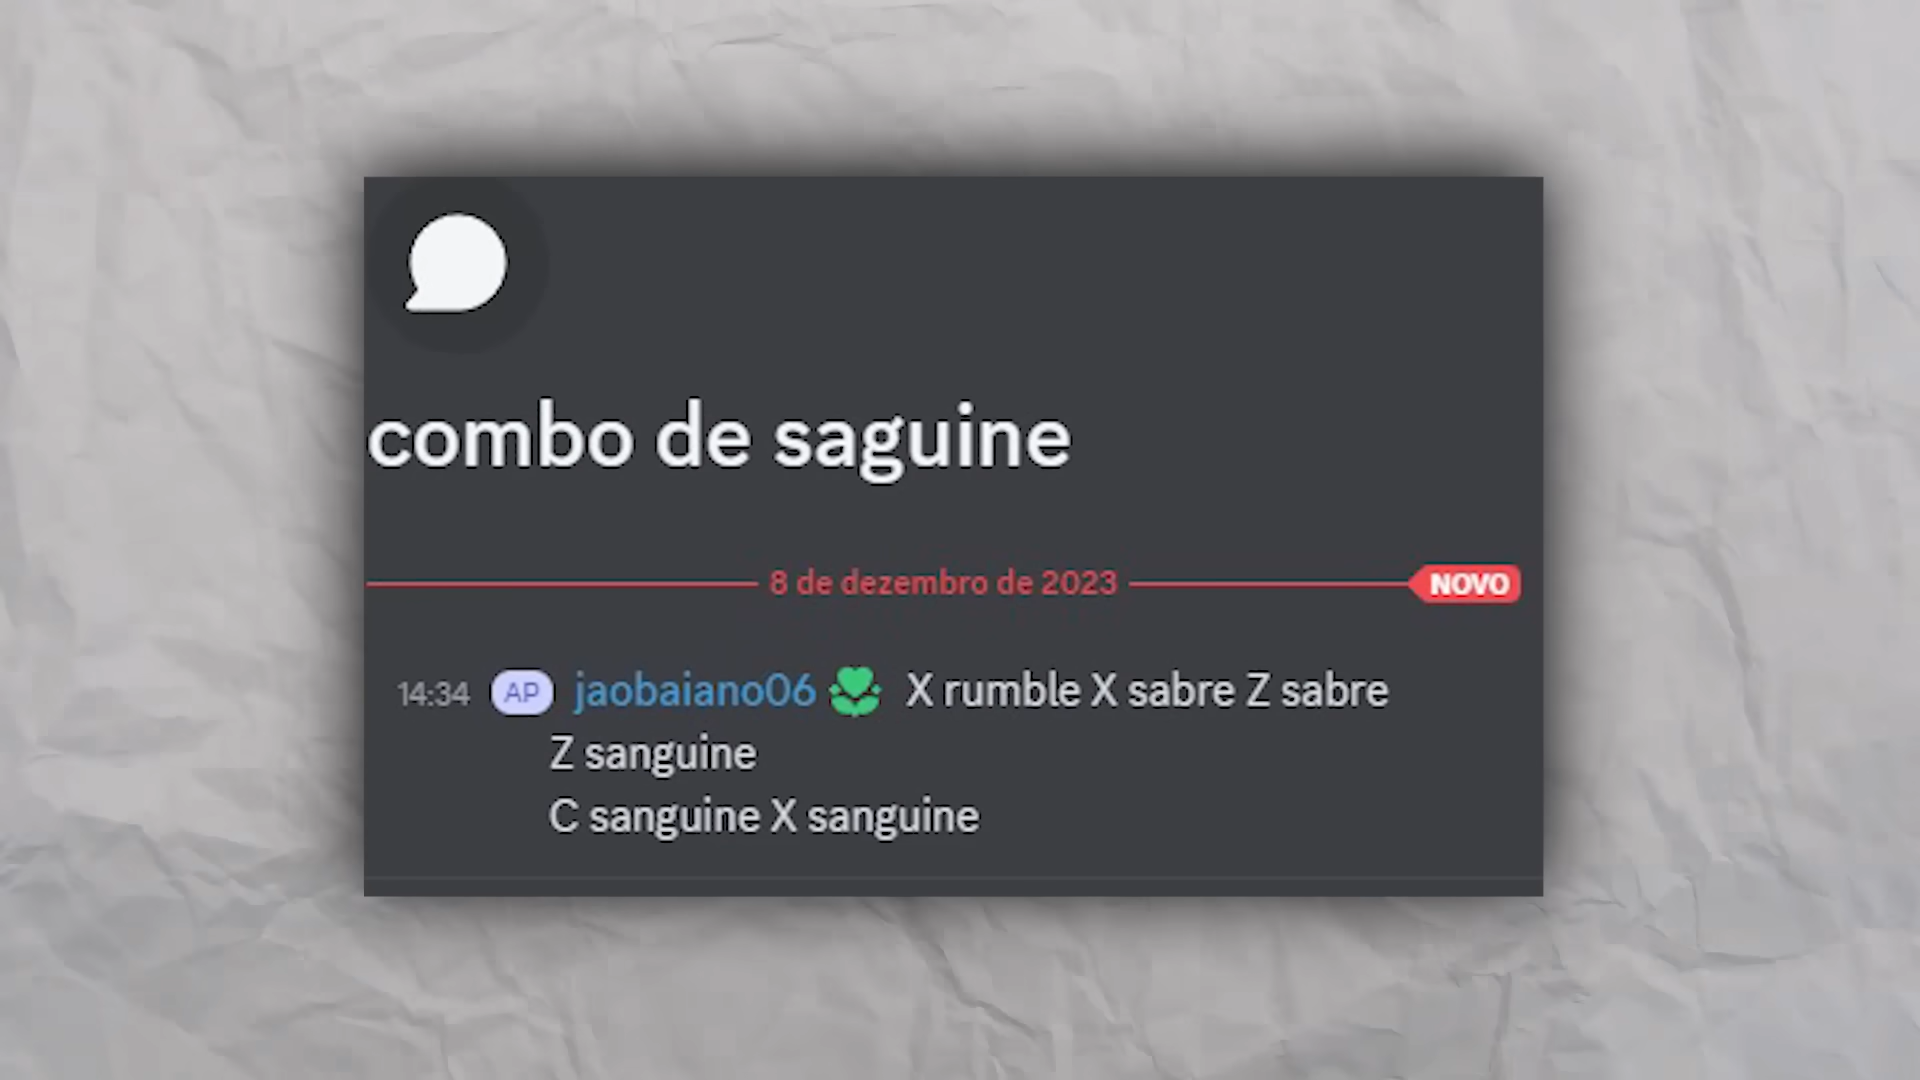 combo de saguine
8 de dezembro de 2023 NOVO
14:34 AP jaobaiano06 X rumble X sabre Z sabre
Z sanguine
C sanguine X sanguine